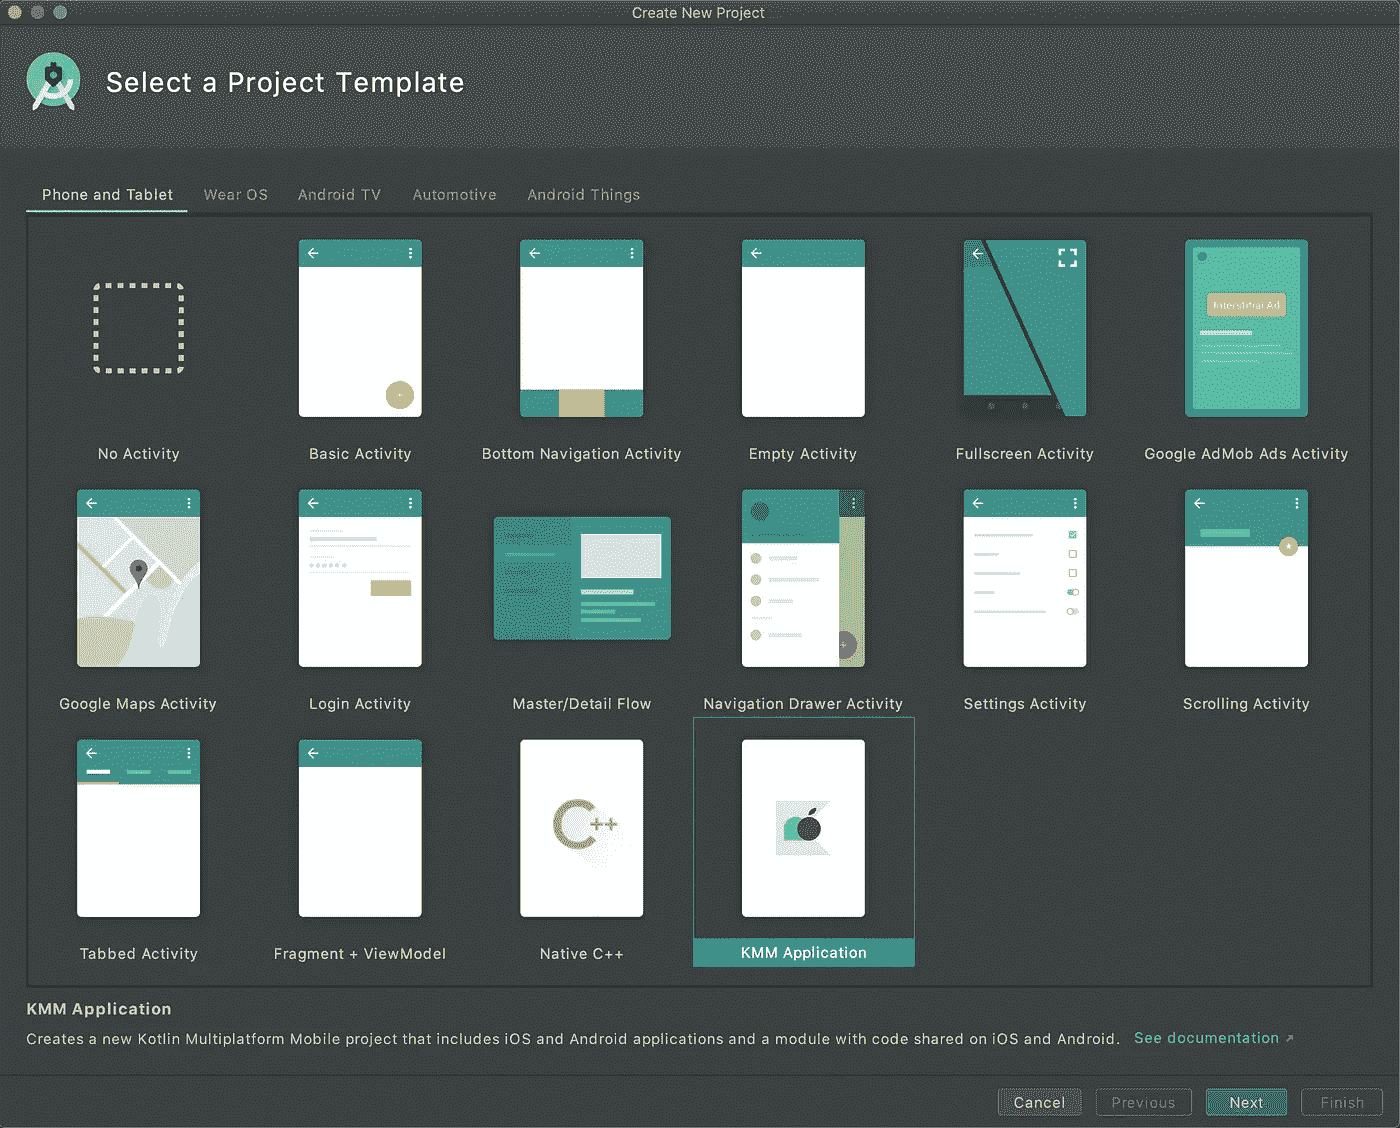 Create New Project
Select a Project Template
Phone and Tablet Wear OS Android TV Automotive Android Things
Interstitial Ad
No Activity Basic Activity Bottom Navigation Activity Empty Activity Fullscreen Activity Google AdMob Ads Activity
Google Maps Activity Login Activity Master/Detail Flow Navigation Drawer Activity Settings Activity Scrolling Activity
C++
Tabbed Activity Fragment + ViewModel Native C++ KMM Application
KMM Application
Creates a new Kotlin Multiplatform Mobile project that includes iOS and Android applications and a module with code shared on iOS and Android. See documentation ↗
Cancel Previous Next Finish